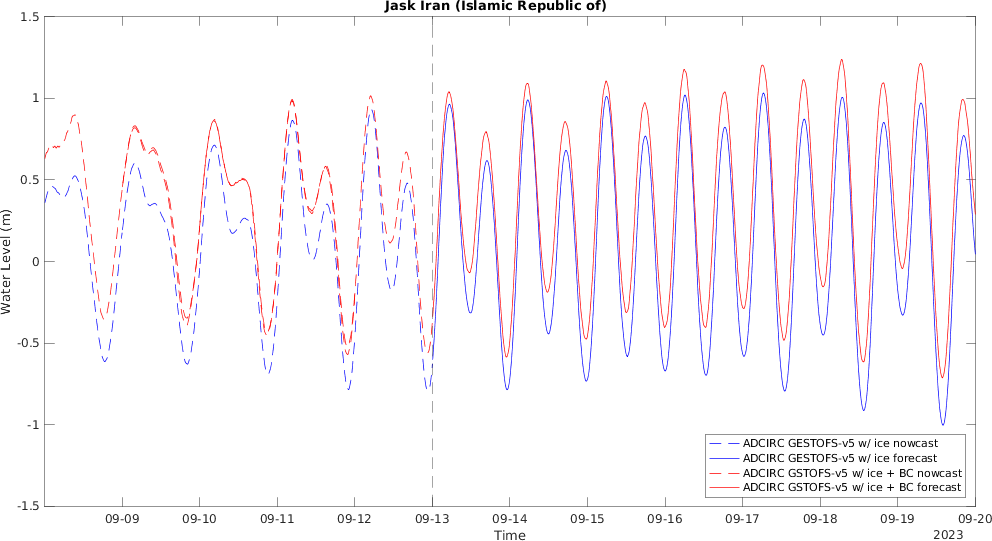 Jask Iran (Islamic Republic of)
1.5
1
0.5
0
-0.5
-1
-1.5
Water Level (m)
09-09
09-10
09-11
09-12
09-13
09-14
09-15
09-16
09-17
09-18
09-19
09-20
Time
2023
ADCIRC GESTOFS-v5 w/ ice nowcast
ADCIRC GESTOFS-v5 w/ ice forecast
ADCIRC GSTOFS-v5 w/ ice + BC nowcast
ADCIRC GSTOFS-v5 w/ ice + BC forecast